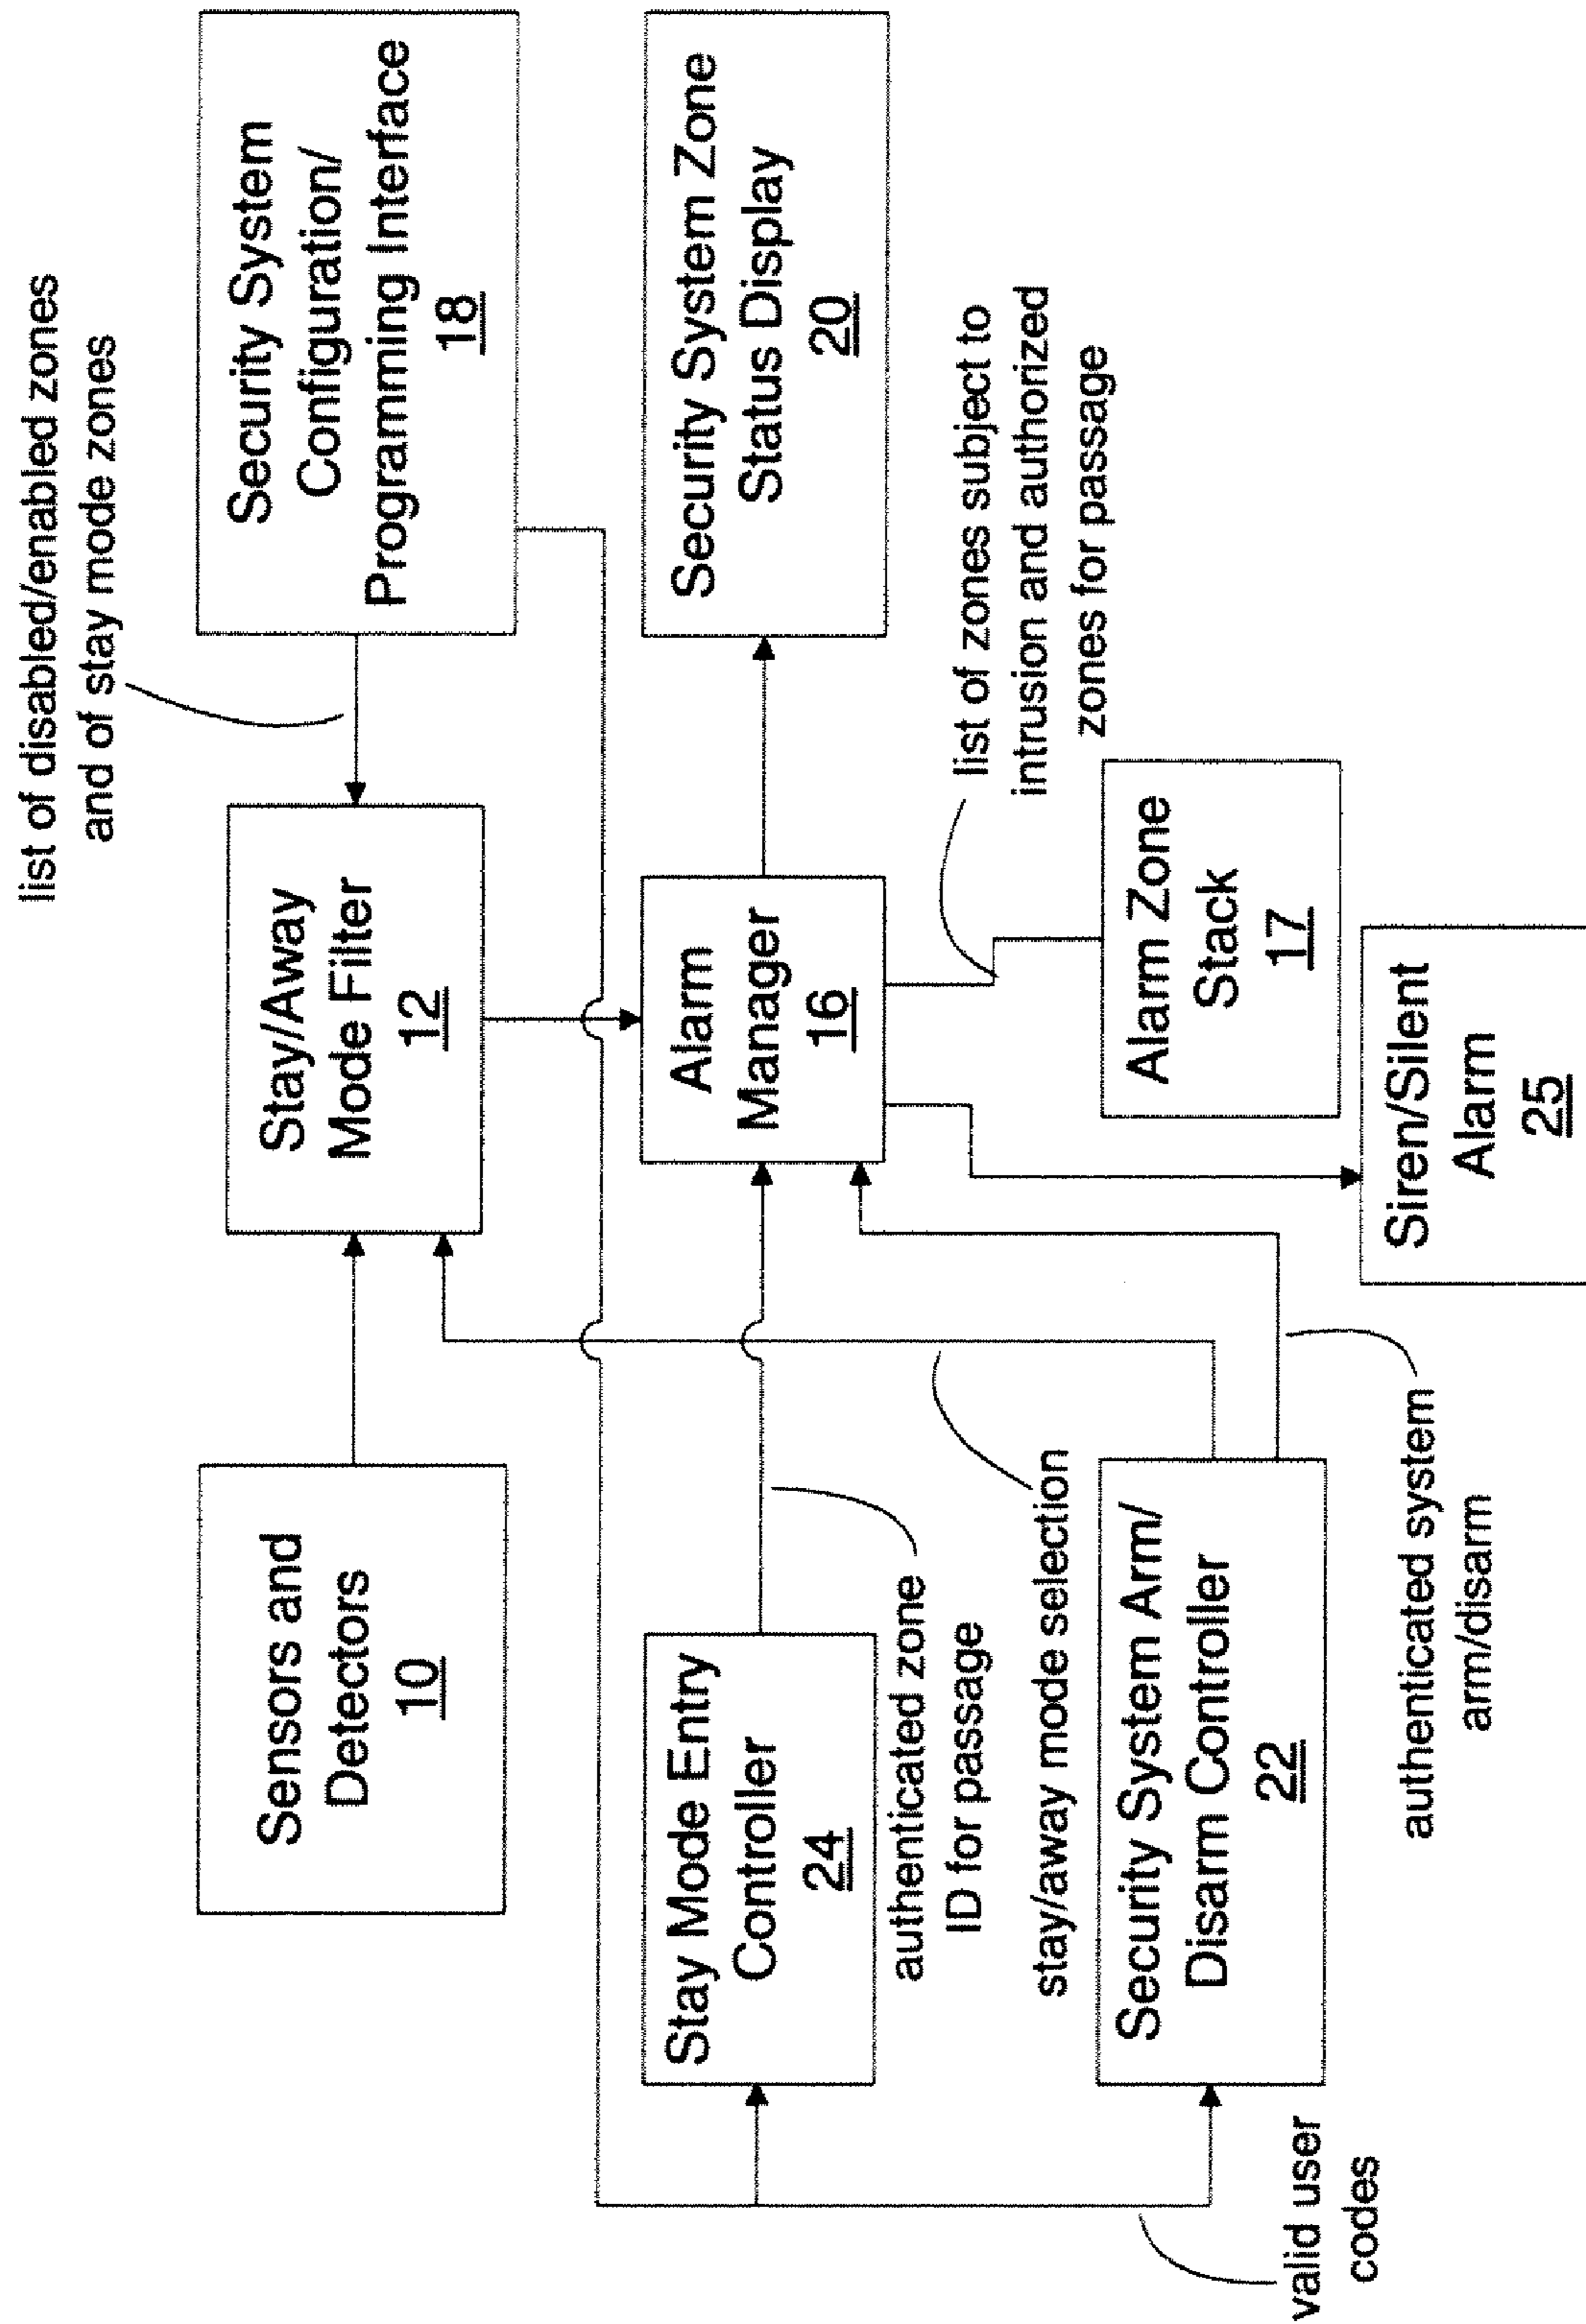 list of disabled/enabled zones
and of stay mode zones
Sensors and
Detectors
10
Stay/Away
Mode Filter
12
Security System
Configuration/
Programming Interface
18
Stay Mode Entry
Controller
24
Alarm
Manager
16
Security System Zone
Status Display
20
authenticated zone
ID for passage
list of zones subject to
intrusion and authorized
zones for passage
stay/away mode selection
Security System Arm/
Disarm Controller
22
Alarm Zone
Stack
17
valid user
codes
authenticated system
arm/disarm
Siren/Silent
Alarm
25